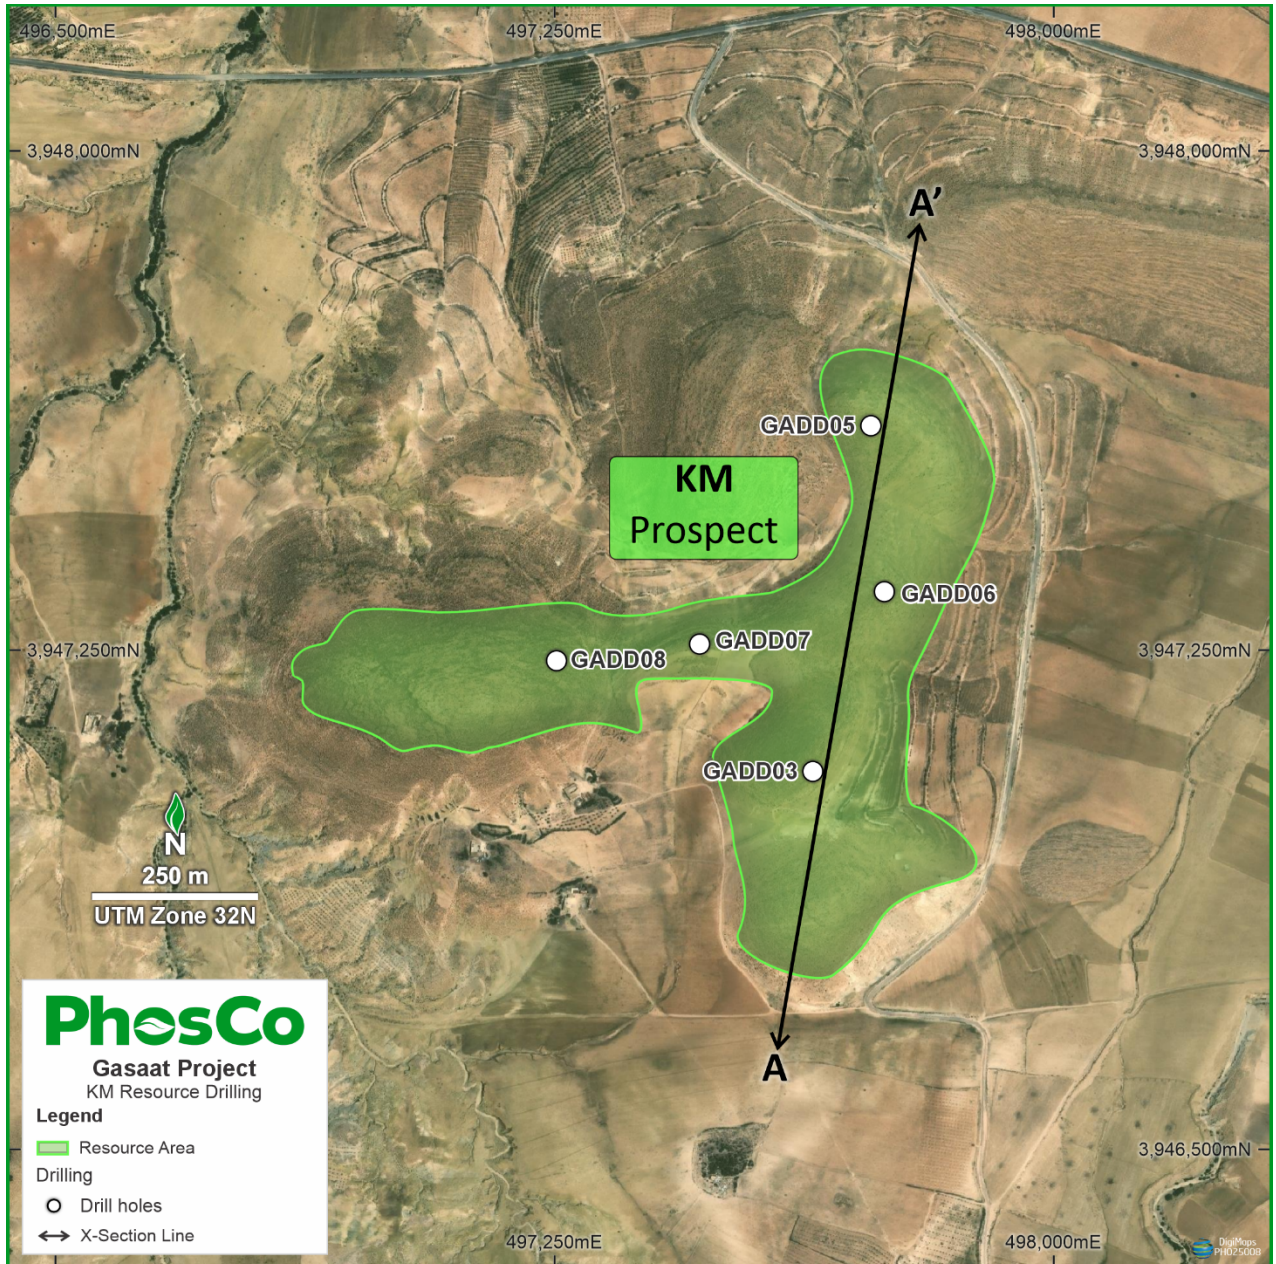 496,500mE
497,250mE
498,000mE
3,948,000mN
3,948,000mN
A’
GADD05
KM
Prospect
GADD06
3,947,250mN
3,947,250mN
GADD07
GADD08
GADD03
N
250 m
UTM Zone 32N
PhosCo
Gasaat Project
KM Resource Drilling
Legend
Resource Area
Drilling
Drill holes
X-Section Line
A
3,946,500mN
497,250mE
498,000mE
DigiMaps
PHO25008